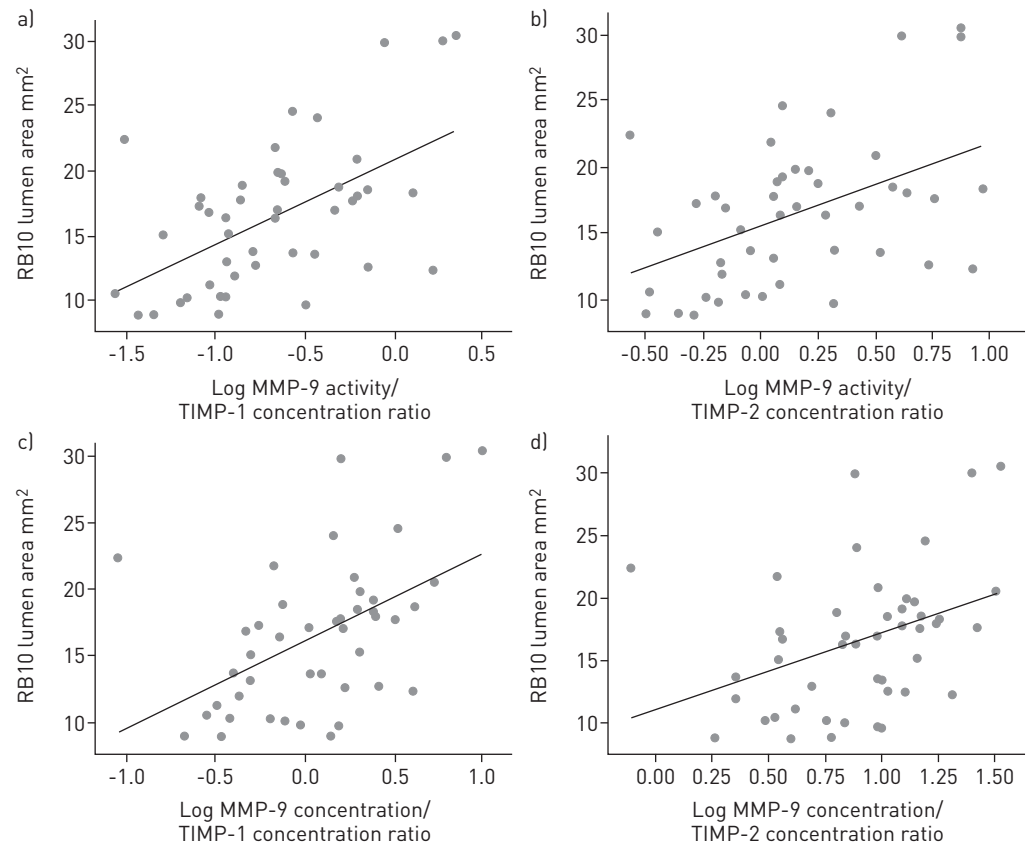 a)
RB10 lumen area mm²
30
25
20
15
10
-1.5 -1.0 -0.5 0.0 0.5
Log MMP-9 activity/
TIMP-1 concentration ratio
b)
RB10 lumen area mm²
30
25
20
15
10
-0.50 -0.25 0.00 0.25 0.50 0.75 1.00
Log MMP-9 activity/
TIMP-2 concentration ratio
c)
RB10 lumen area mm²
30
25
20
15
10
-1.0 -0.5 0.0 0.5 1.0
Log MMP-9 concentration/
TIMP-1 concentration ratio
d)
RB10 lumen area mm²
30
25
20
15
10
0.00 0.25 0.50 0.75 1.00 1.25 1.50
Log MMP-9 concentration/
TIMP-2 concentration ratio